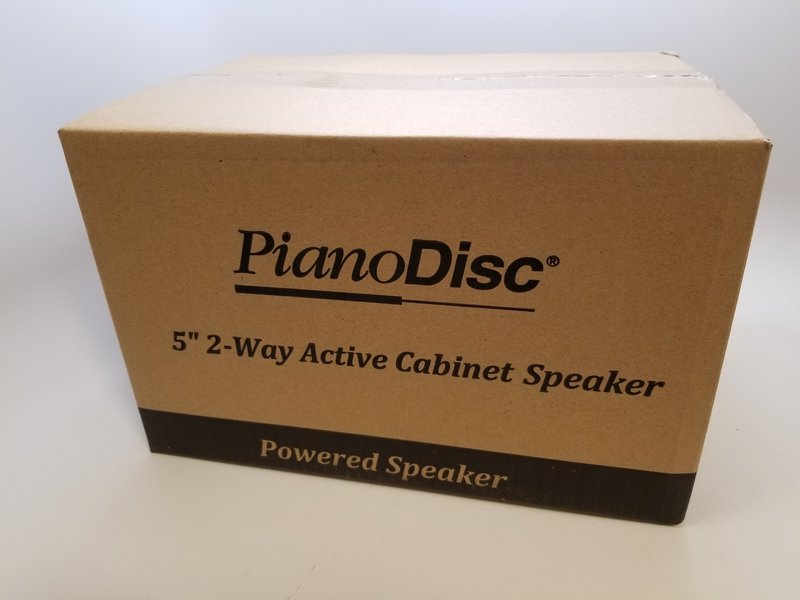 PianoDisc®
5" 2-Way Active Cabinet Speaker
Powered Speaker